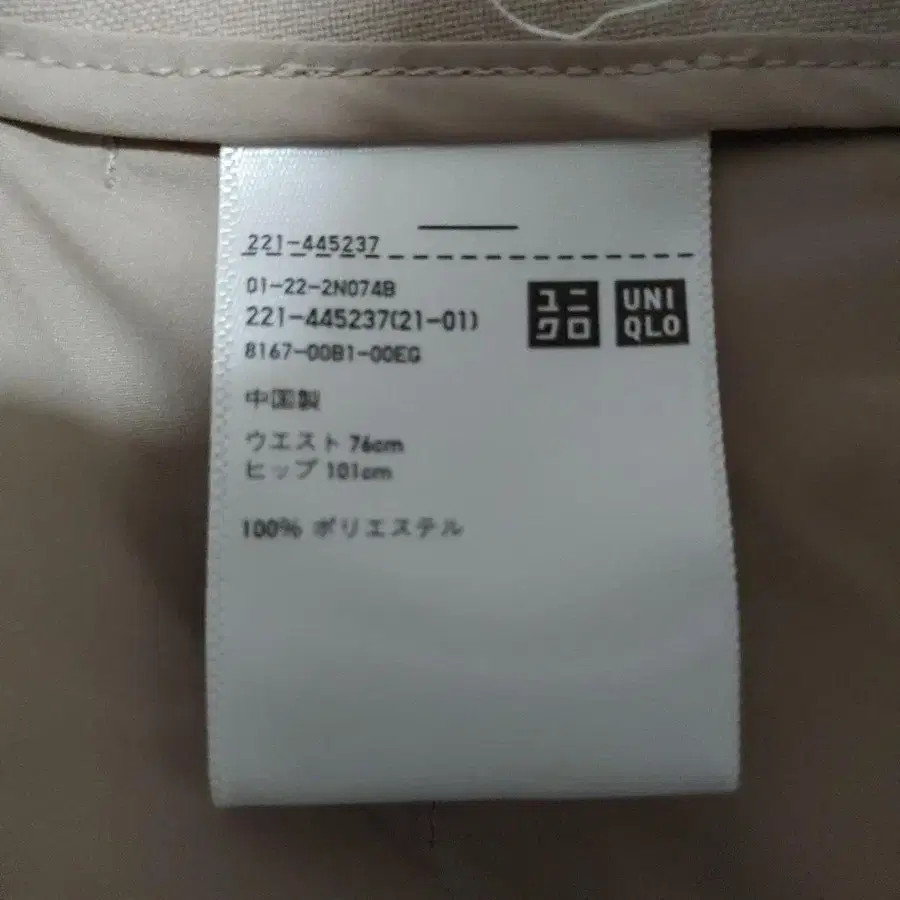 221-445237
01-22-2N074B
221-445237(21-01)
8167-00B1-00EG
ユニ
クロ
UNI
QLO
中国製
ウエスト 76cm
ヒップ 101cm
100% ポリエステル